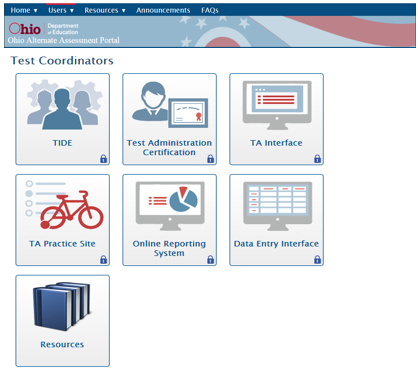 Home ▾ Users ▾ Resources ▾ Announcements FAQs
Ohio Department of Education
Ohio Alternate Assessment Portal
Test Coordinators
TIDE
Test Administration
Certification
TA Interface
TA Practice Site
Online Reporting
System
Data Entry Interface
Resources